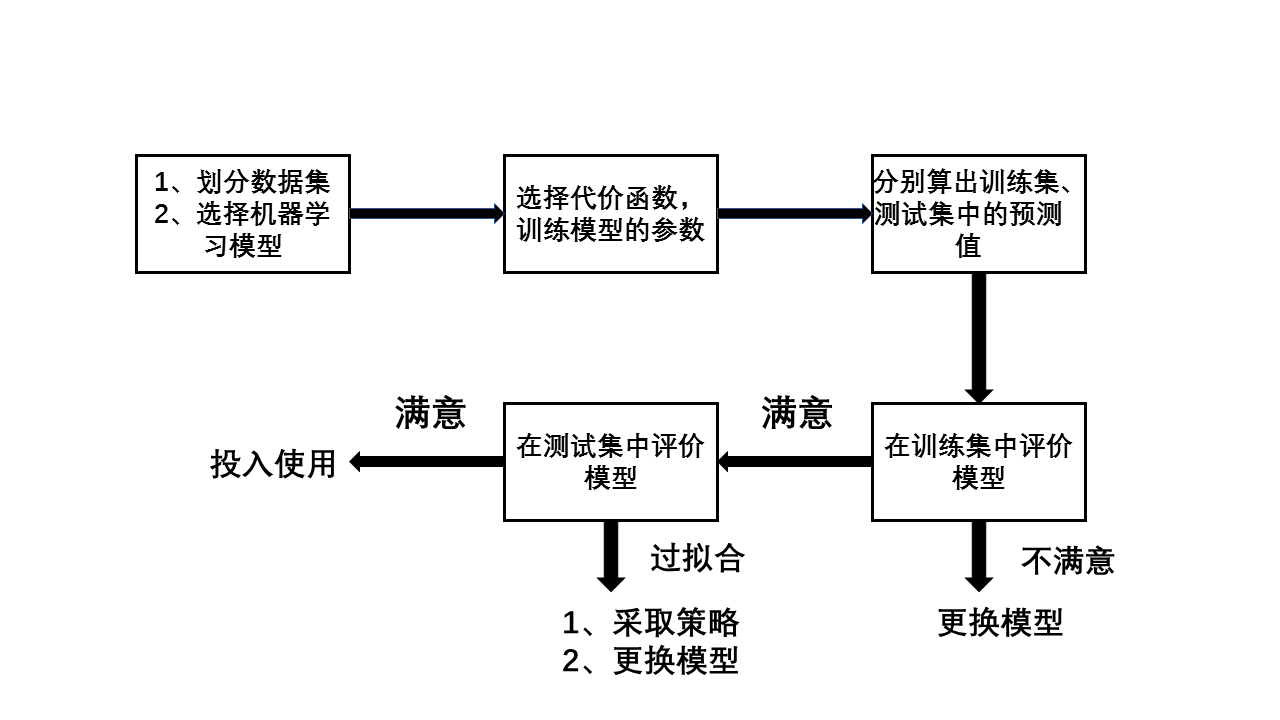 1、划分数据集
2、选择机器学
习模型
选择代价函数，
训练模型的参数
分别算出训练集、
测试集中的预测
值
满意
满意
投入使用
在测试集中评价
模型
在训练集中评价
模型
过拟合
不满意
1、采取策略
2、更换模型
更换模型